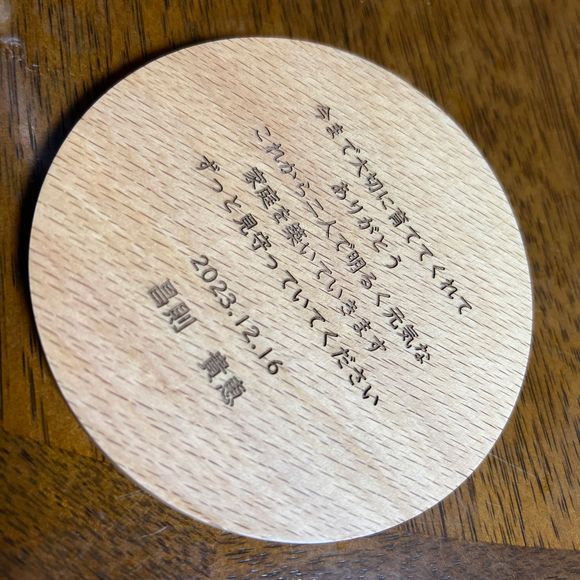 今まで大切に育ててくれて
ありがとう
これから二人で明るく元気な
家庭を築いていきます
ずっと見守っていてください
2023.12.16
昌則 貴恵